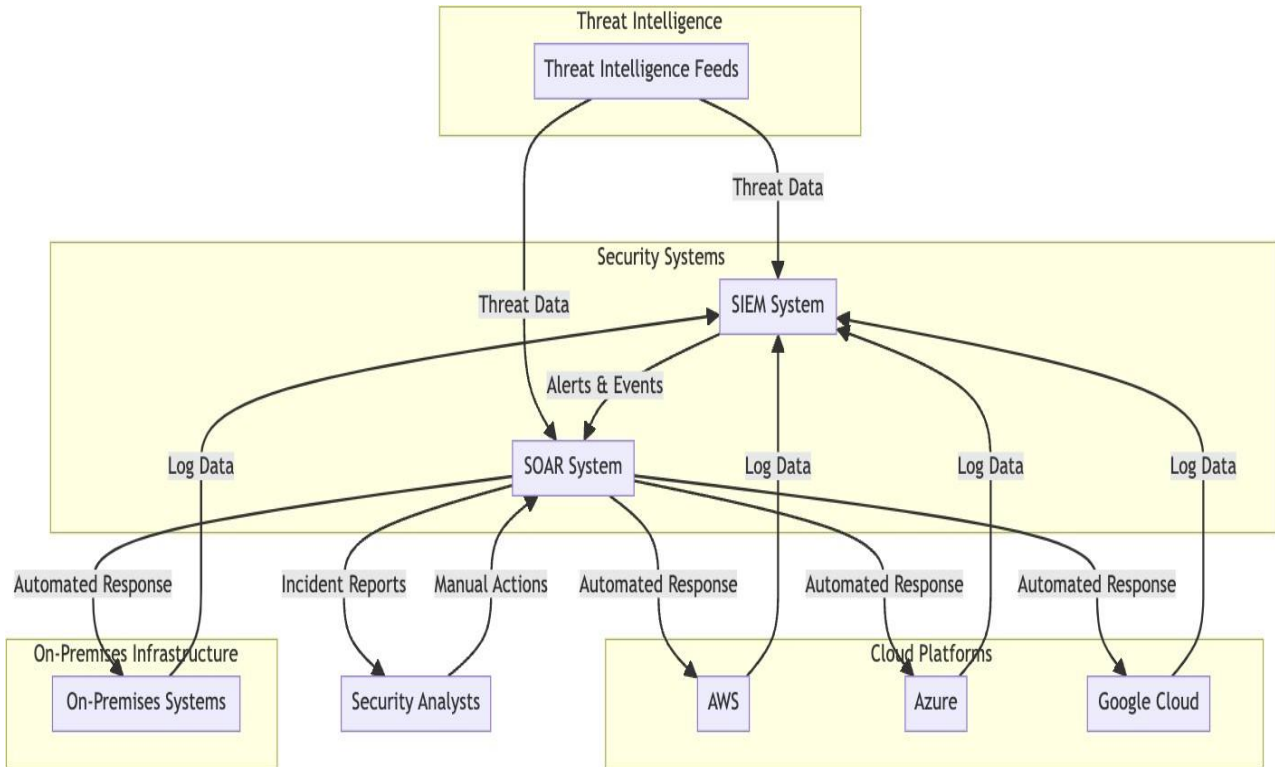 Threat Intelligence
Threat Intelligence Feeds
Threat Data
Security Systems
SIEM System
Threat Data
Alerts & Events
SOAR System
Log Data
Log Data
Log Data
Log Data
Automated Response
Incident Reports
Manual Actions
Automated Response
Automated Response
Automated Response
On-Premises Infrastructure
Cloud Platforms
On-Premises Systems
Security Analysts
AWS
Azure
Google Cloud